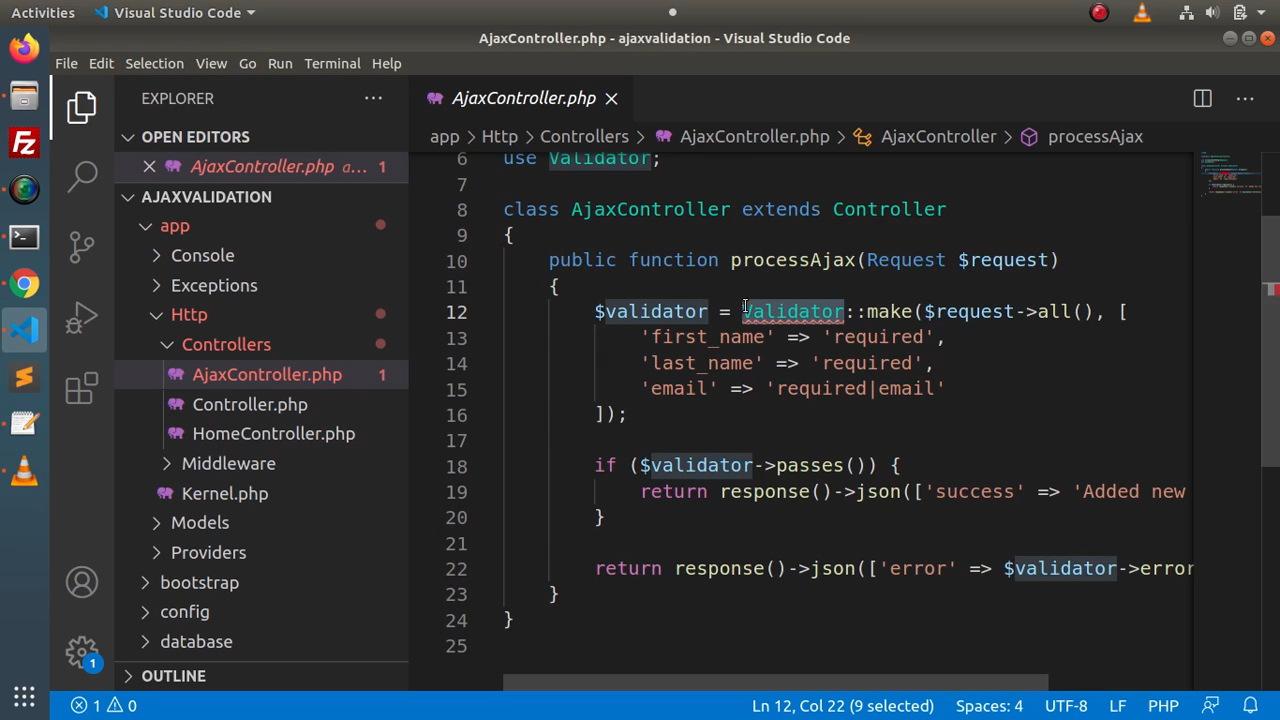 Activities Visual Studio Code
AjaxController.php - ajaxvalidation - Visual Studio Code
File Edit Selection View Go Run Terminal Help
EXPLORER
OPEN EDITORS
AjaxController.php a... 1
AJAXVALIDATION
app
Console
Exceptions
Http
Controllers
AjaxController.php 1
Controller.php
HomeController.php
Middleware
Kernel.php
Models
Providers
bootstrap
config
database
OUTLINE
AjaxController.php
app > Http > Controllers > AjaxController.php > AjaxController > processAjax
6 use Validator;
7
8 class AjaxController extends Controller
9 {
10 public function processAjax(Request $request)
11 {
12 $validator = Validator::make($request->all(), [
13 'first_name' => 'required',
14 'last_name' => 'required',
15 'email' => 'required|email'
16 ]);
17
18 if ($validator->passes()) {
19 return response()->json(['success' => 'Added new
20 }
21
22 return response()->json(['error' => $validator->error
23 }
24 }
25
1
1 0 Ln 12, Col 22 (9 selected) Spaces: 4 UTF-8 LF PHP